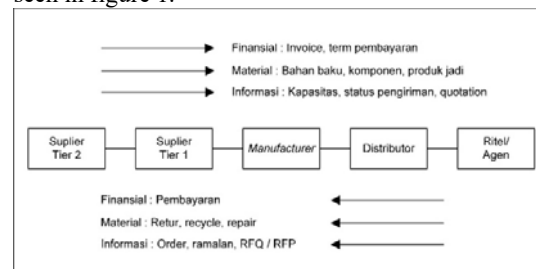 seen in figure 1.
Finansial : Invoice, term pembayaran
Material : Bahan baku, komponen, produk jadi
Informasi : Kapasitas, status pengiriman, quotation
Suplier
Tier 2
Suplier
Tier 1
Manufacturer
Distributor
Ritel/
Agen
Finansial : Pembayaran
Material : Retur, recycle, repair
Informasi : Order, ramalan, RFQ / RFP